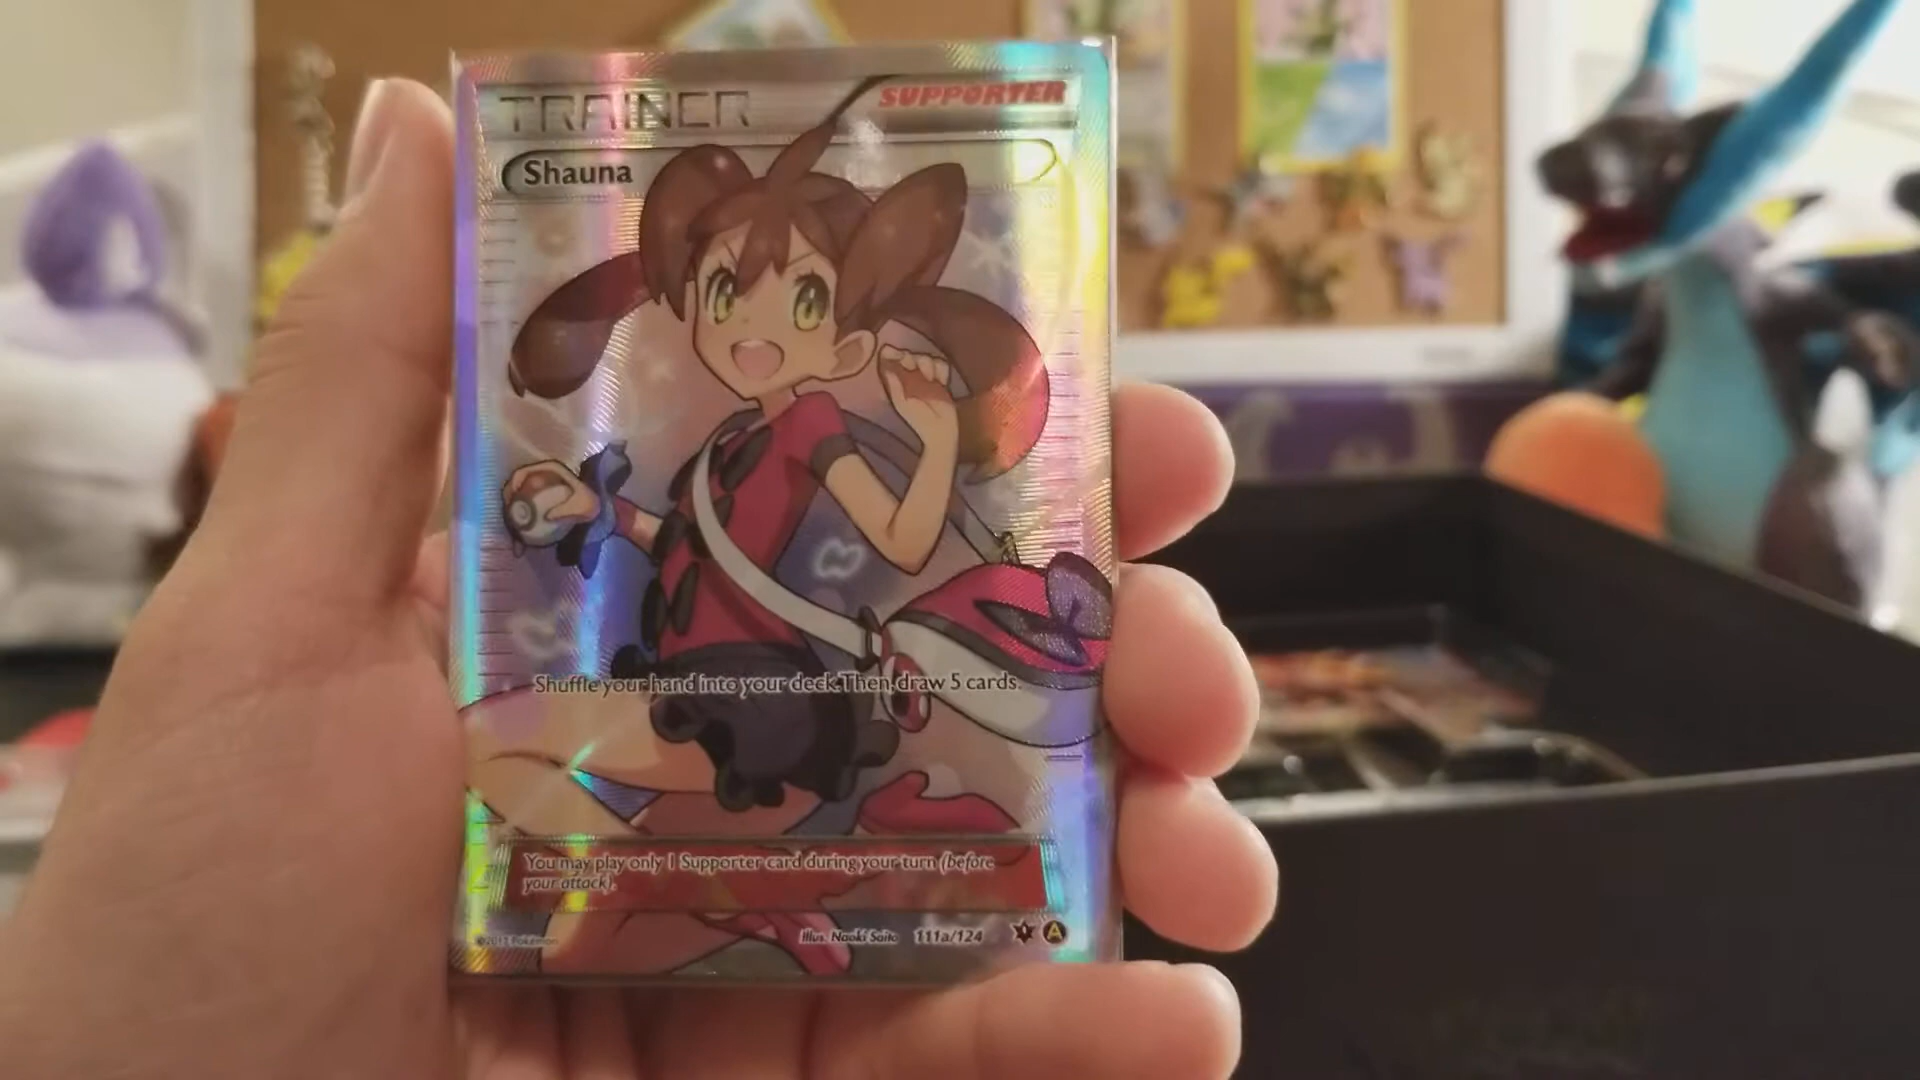 TRAINER
SUPPORTER
Shauna
Shuffle your hand into your deck. Then, draw 5 cards.
You may play only 1 Supporter card during your turn (before
your attack).
©2015 Pokémon
Illus. Naoki Saito 111a/124
A